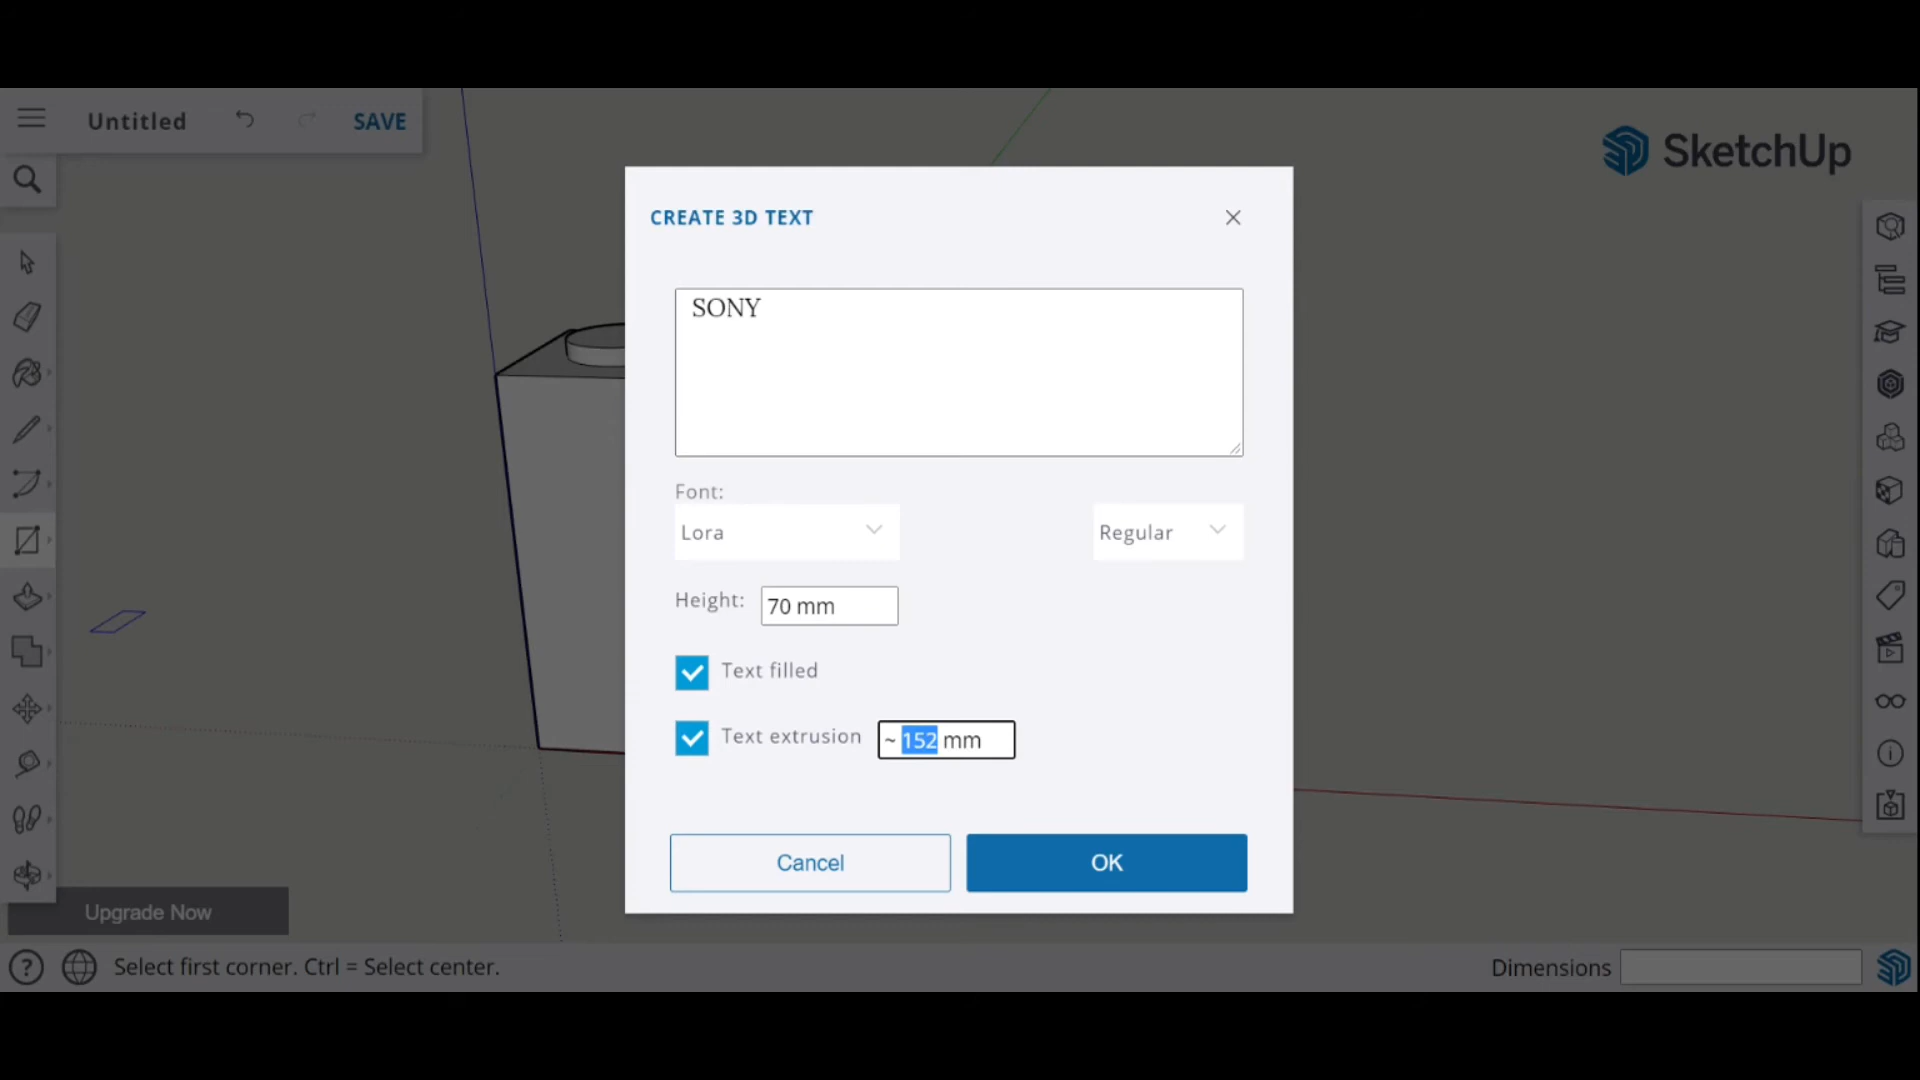 Untitled
SAVE
SketchUp
CREATE 3D TEXT
SONY
Font:
Lora
Regular
Height:
70 mm
Text filled
Text extrusion
~ 152 mm
Cancel
OK
Upgrade Now
Select first corner. Ctrl = Select center.
Dimensions